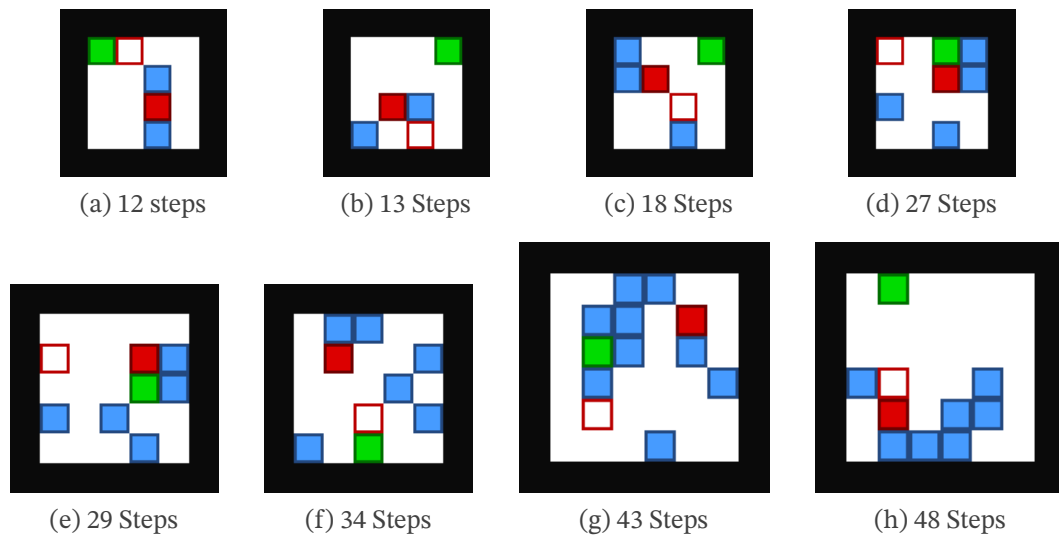 (a) 12 steps
(b) 13 Steps
(c) 18 Steps
(d) 27 Steps
(e) 29 Steps
(f) 34 Steps
(g) 43 Steps
(h) 48 Steps